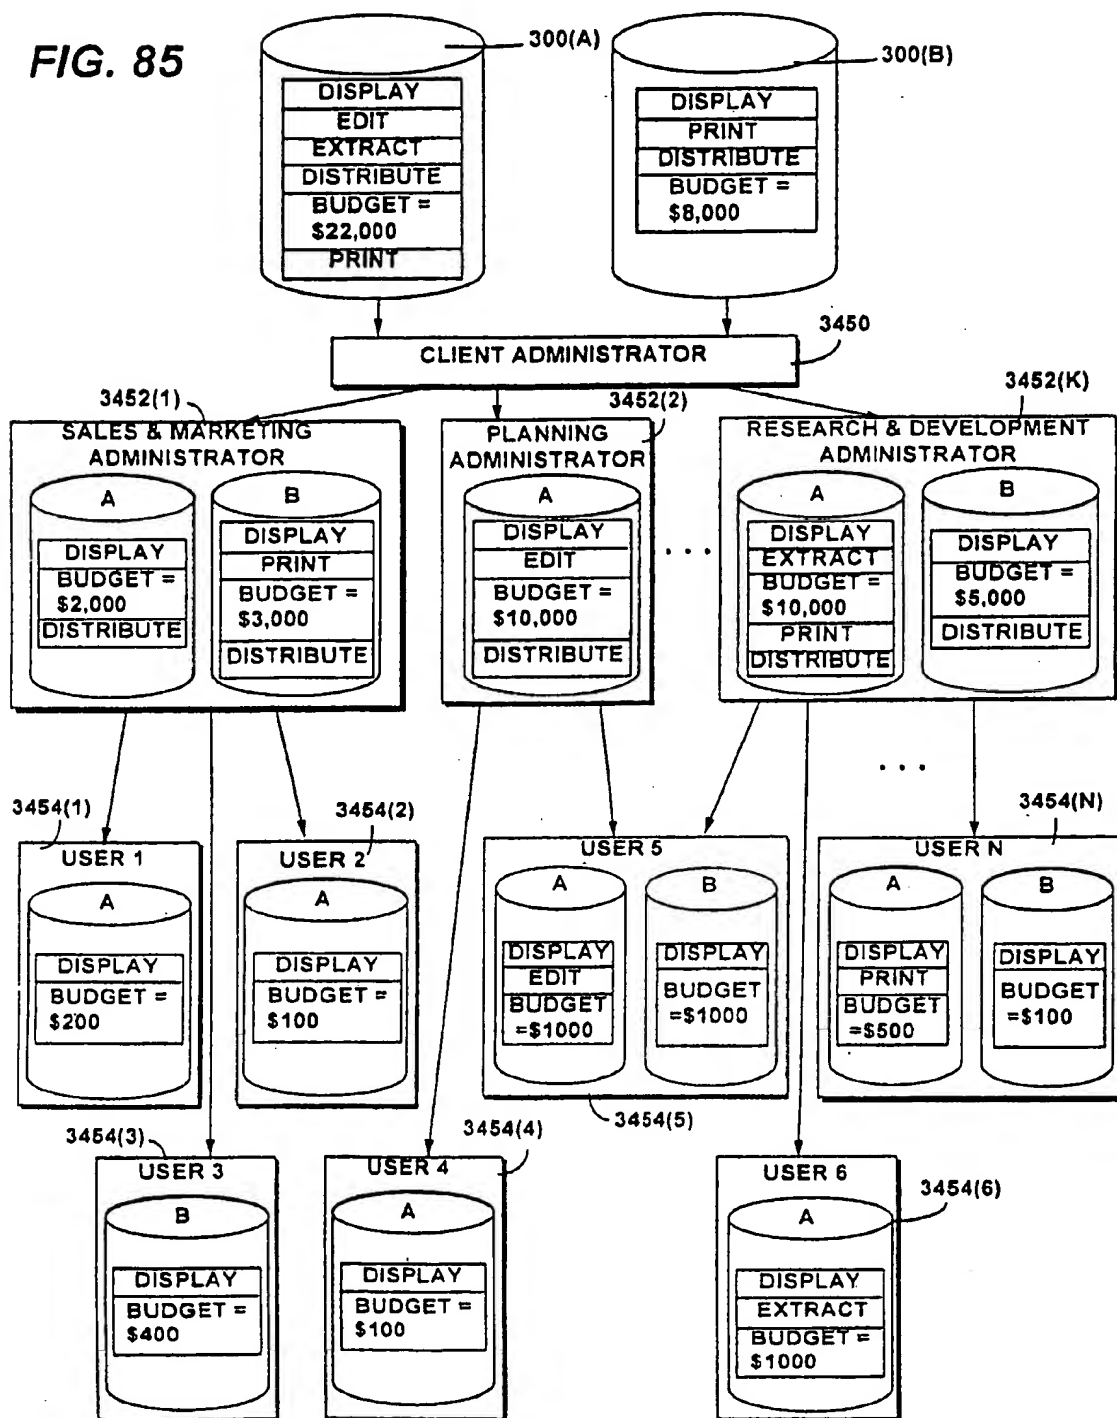 FIG. 85
300(A)
DISPLAY
EDIT
EXTRACT
DISTRIBUTE
BUDGET =
$22,000
PRINT
300(B)
DISPLAY
PRINT
DISTRIBUTE
BUDGET =
$8,000
CLIENT ADMINISTRATOR
3450
3452(1)
SALES & MARKETING
ADMINISTRATOR
A
DISPLAY
BUDGET =
$2,000
DISTRIBUTE
B
DISPLAY
PRINT
BUDGET =
$3,000
DISTRIBUTE
3452(2)
PLANNING
ADMINISTRATOR
A
DISPLAY
EDIT
BUDGET =
$10,000
DISTRIBUTE
. . .
3452(K)
RESEARCH & DEVELOPMENT
ADMINISTRATOR
A
DISPLAY
EXTRACT
BUDGET =
$10,000
PRINT
DISTRIBUTE
B
DISPLAY
BUDGET =
$5,000
DISTRIBUTE
. . .
3454(1)
USER 1
A
DISPLAY
BUDGET =
$200
3454(2)
USER 2
A
DISPLAY
BUDGET =
$100
USER 5
A
DISPLAY
EDIT
BUDGET
=$1000
B
DISPLAY
BUDGET
=$1000
3454(5)
3454(N)
USER N
A
DISPLAY
PRINT
BUDGET
=$500
B
DISPLAY
BUDGET
=$100
3454(3)
USER 3
B
DISPLAY
BUDGET =
$400
3454(4)
USER 4
A
DISPLAY
BUDGET =
$100
USER 6
3454(6)
A
DISPLAY
EXTRACT
BUDGET =
$1000